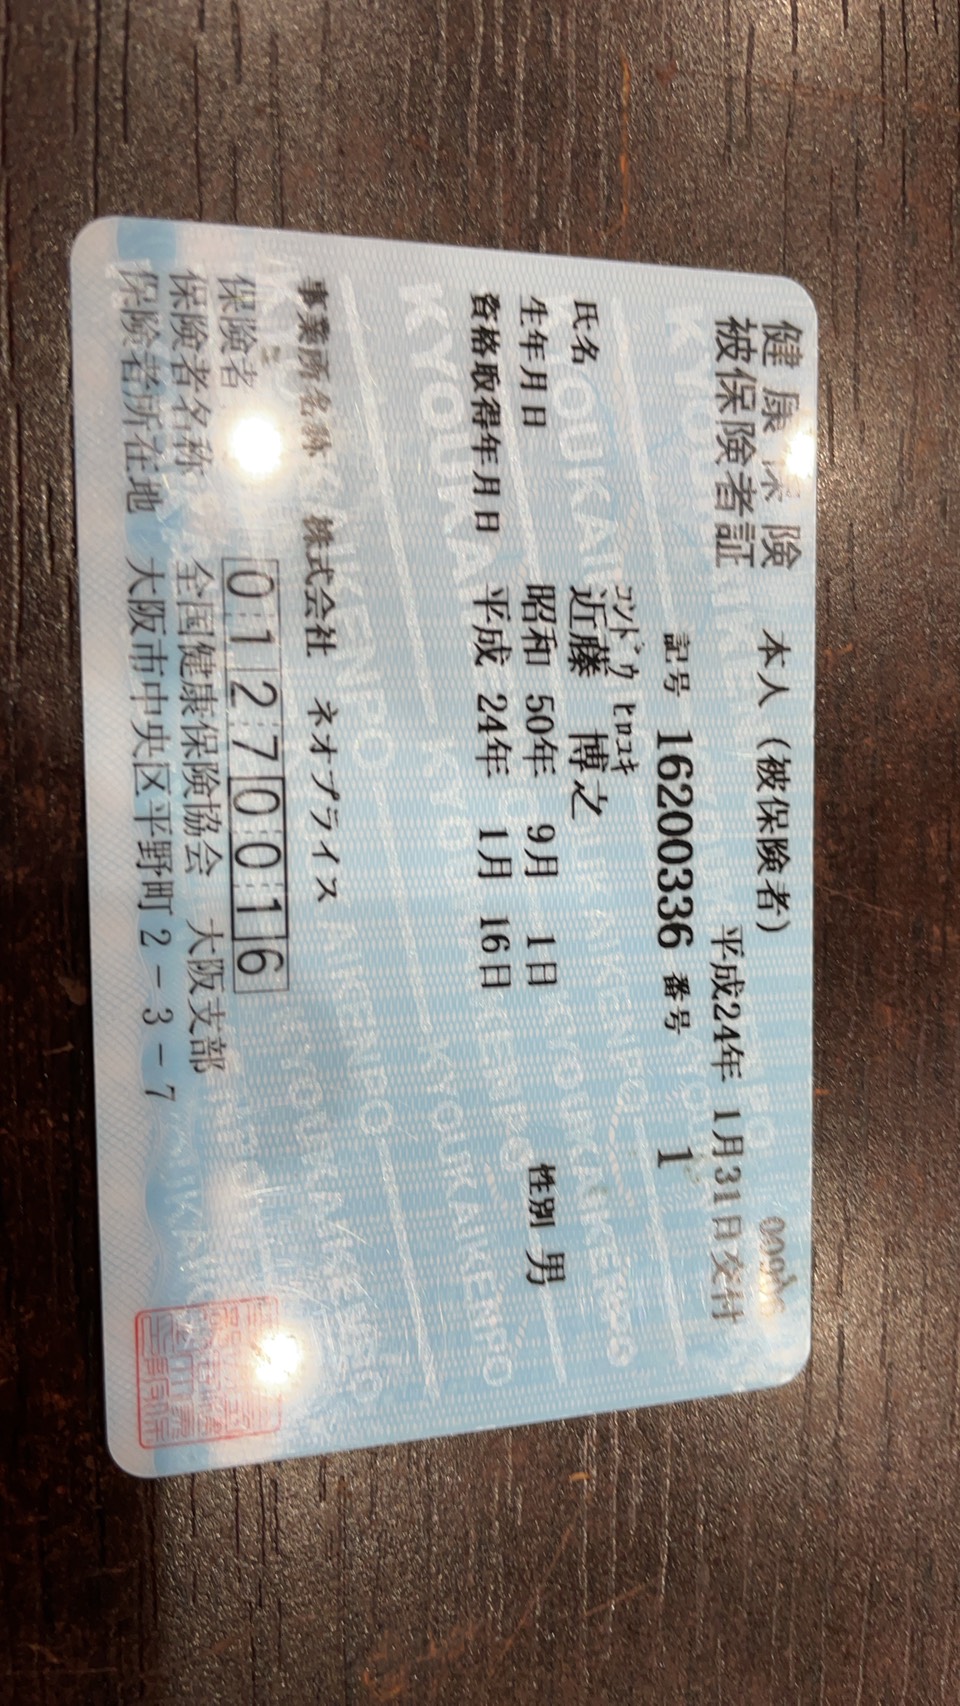 健康保険 本人（被保険者）
被保険者証 平成24年 1月31日交付
記号 16200336 番号 1
ｺﾝﾄﾞｳ ﾋﾛﾕｷ
氏名 近藤 博之
生年月日 昭和 50年 9月 1日 性別 男
資格取得年月日 平成 24年 1月 16日
事業所名称 株式会社 ネオプライス
保険者 01270016
保険者名称 全国健康保険協会 大阪支部
保険者所在地 大阪市中央区平野町2-3-7
KYOUKAIKENPO